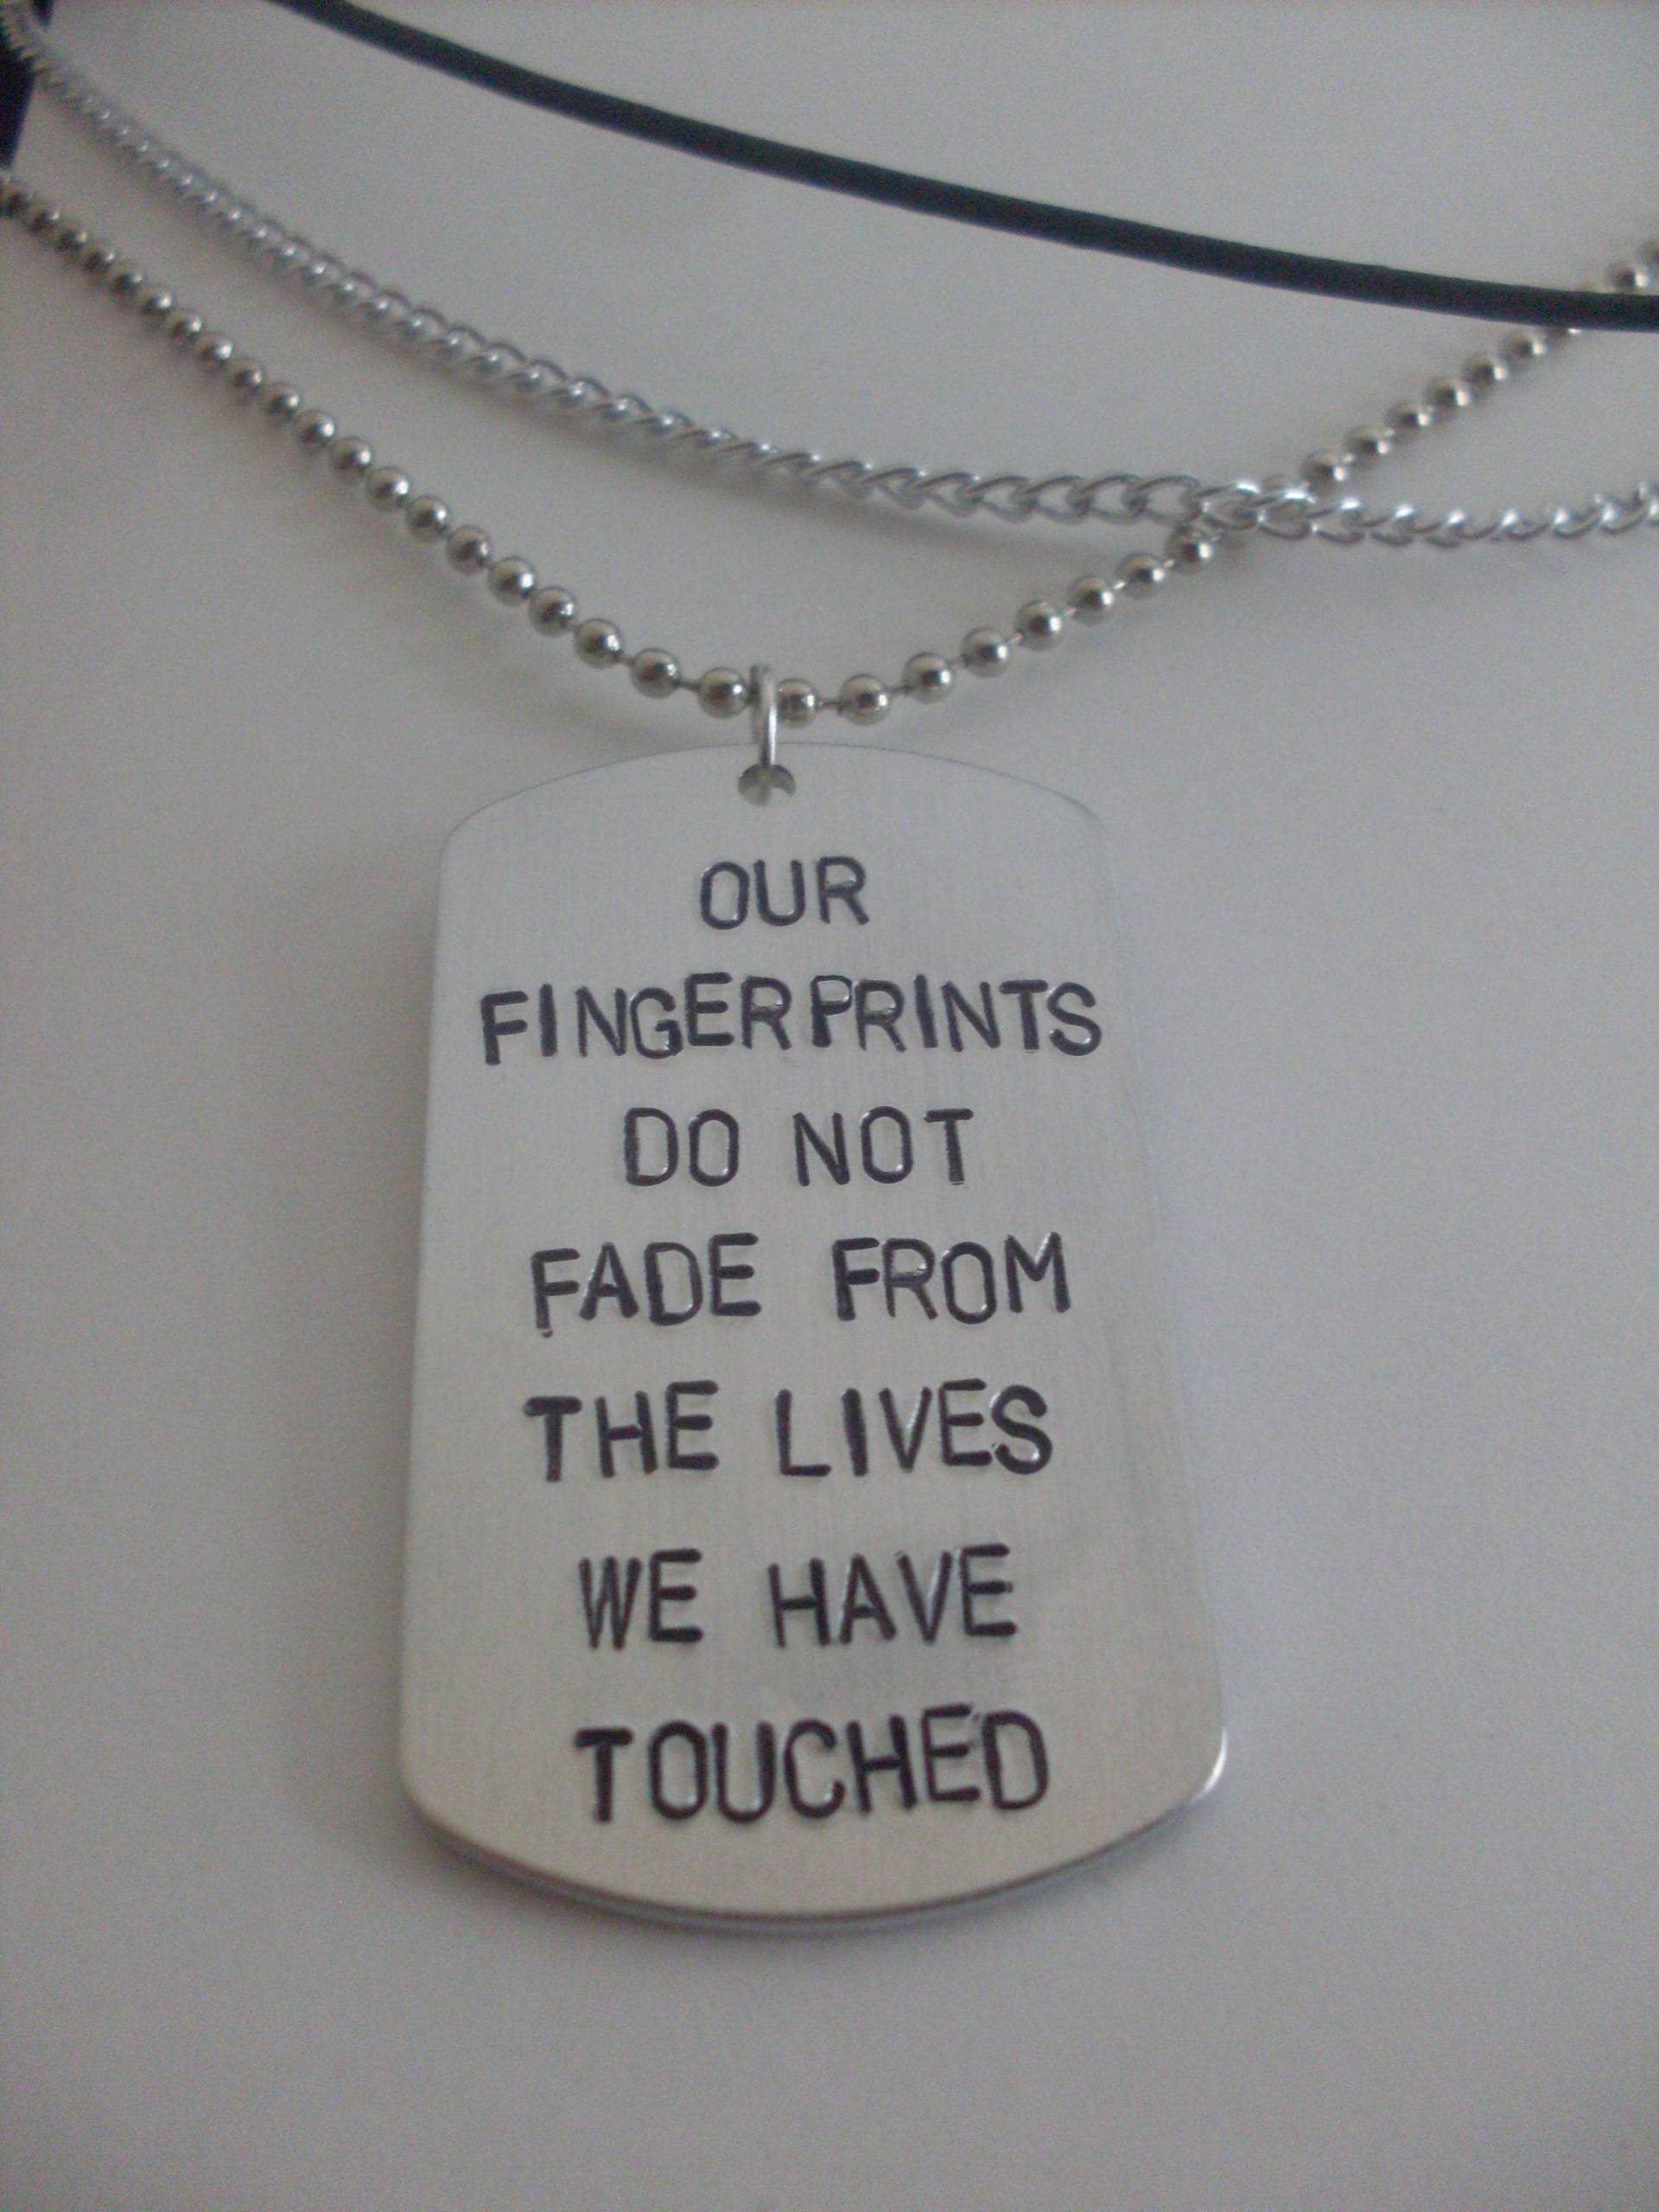 OUR
FINGERPRINTS
DO NOT
FADE FROM
THE LIVES
WE HAVE
TOUCHED